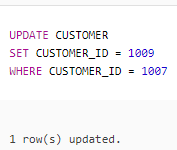 UPDATE CUSTOMER
SET CUSTOMER_ID = 1009
WHERE CUSTOMER_ID = 1007
1 row(s) updated.